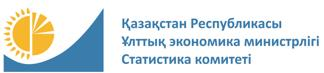 Қазақстан Республикасы
Ұлттық экономика министрлігі
Статистика комитеті